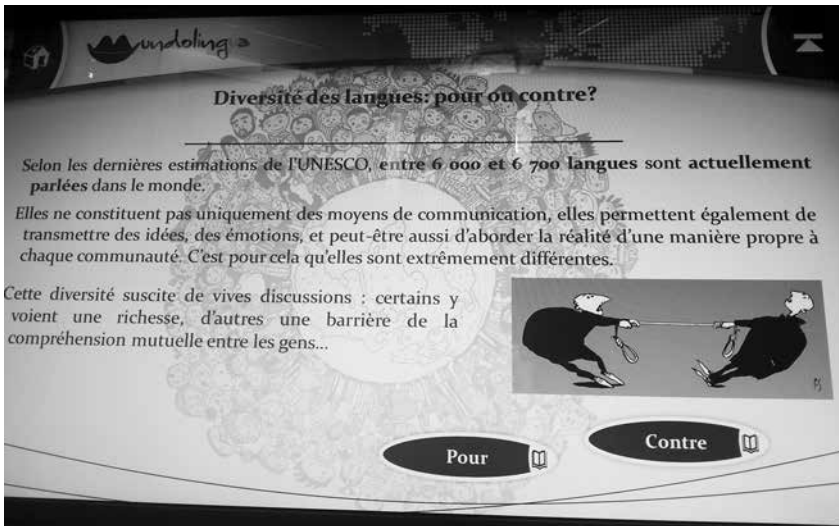 Mundolingua
Diversité des langues: pour ou contre?
Selon les dernières estimations de l'UNESCO, entre 6 000 et 6 700 langues sont actuellement
parlées dans le monde.
Elles ne constituent pas uniquement des moyens de communication, elles permettent également de
transmettre des idées, des émotions, et peut-être aussi d'aborder la réalité d'une manière propre à
chaque communauté. C'est pour cela qu'elles sont extrêmement différentes.
Cette diversité suscite de vives discussions : certains y
voient une richesse, d'autres une barrière de la
compréhension mutuelle entre les gens...
Pour
Contre